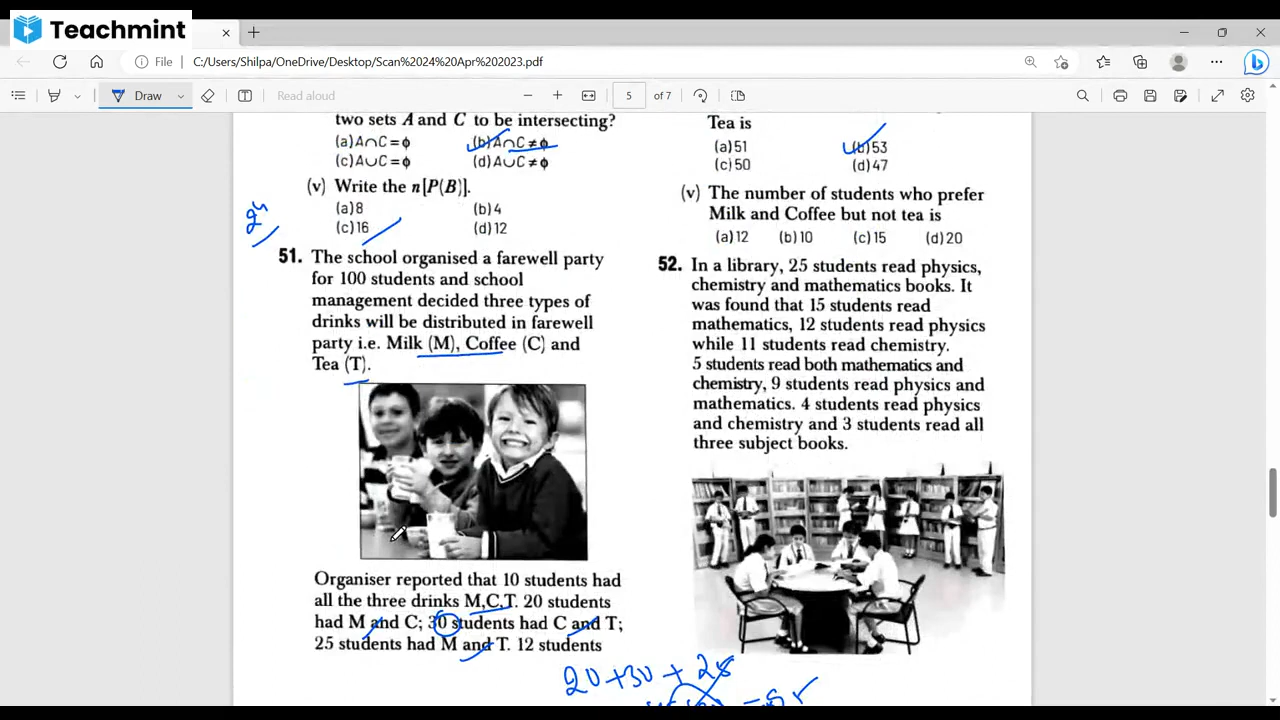 Teachmint
File C:/Users/Shilpa/OneDrive/Desktop/Scan%2024%20Apr%202023.pdf
Draw
Read aloud
5 of 7
two sets A and C to be intersecting?
(a) A∩C = ϕ (b) A∩C ≠ ϕ
(c) A∪C = ϕ (d) A∪C ≠ ϕ
(v) Write the n[P(B)].
(a) 8 (b) 4
(c) 16 (d) 12
2⁴
51. The school organised a farewell party
for 100 students and school
management decided three types of
drinks will be distributed in farewell
party i.e. Milk (M), Coffee (C) and
Tea (T).
Organiser reported that 10 students had
all the three drinks M,C,T. 20 students
had M and C; 30 students had C and T;
25 students had M and T. 12 students
Tea is
(a) 51 (b) 53
(c) 50 (d) 47
(v) The number of students who prefer
Milk and Coffee but not tea is
(a) 12 (b) 10 (c) 15 (d) 20
52. In a library, 25 students read physics,
chemistry and mathematics books. It
was found that 15 students read
mathematics, 12 students read physics
while 11 students read chemistry.
5 students read both mathematics and
chemistry, 9 students read physics and
mathematics. 4 students read physics
and chemistry and 3 students read all
three subject books.
20+30+25